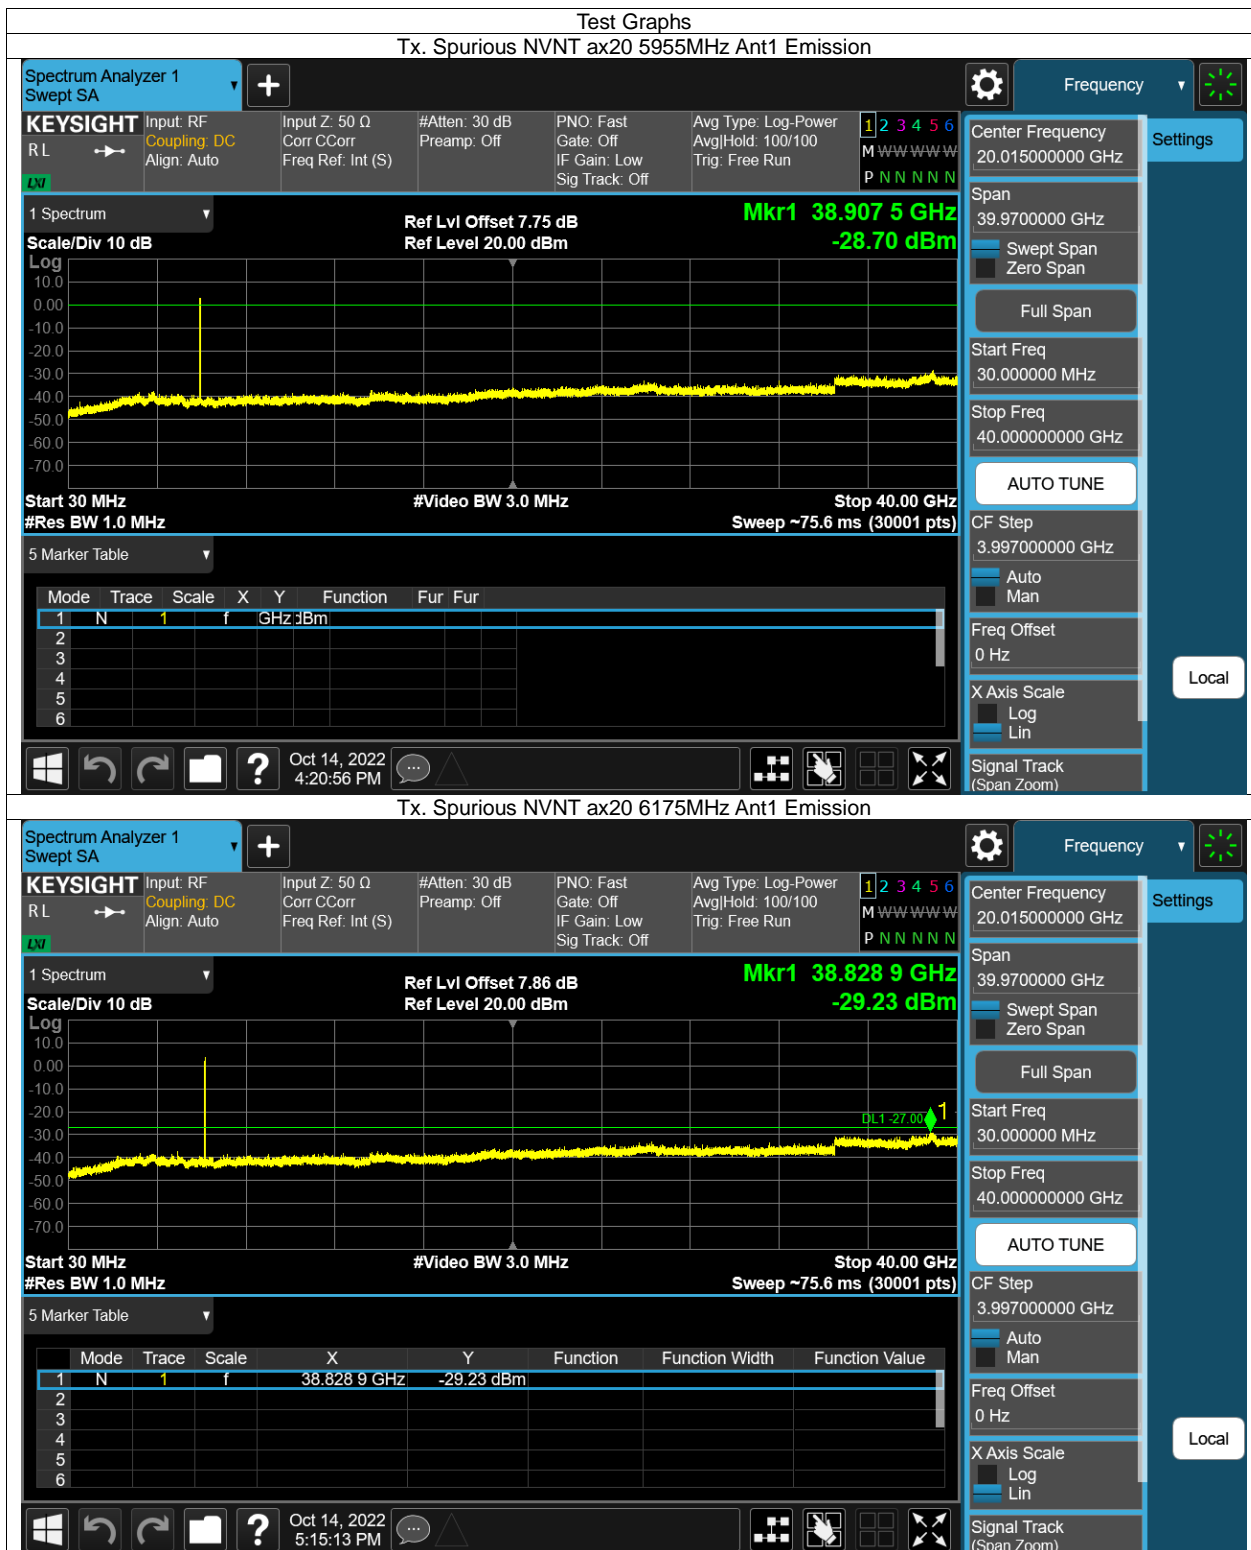 Test Graphs
Tx. Spurious NVNT ax20 5955MHz Ant1 Emission
Spectrum Analyzer 1
Swept SA
Frequency
KEYSIGHT
R L
LXI
Input: RF
Coupling: DC
Align: Auto
Input Z: 50 Ω
Corr CCorr
Freq Ref: Int (S)
#Atten: 30 dB
Preamp: Off
PNO: Fast
Gate: Off
IF Gain: Low
Sig Track: Off
Avg Type: Log-Power
Avg|Hold: 100/100
Trig: Free Run
1 2 3 4 5 6
M W W W W W
P N N N N N
Center Frequency
20.015000000 GHz
Settings
Span
39.9700000 GHz
Swept Span
Zero Span
Full Span
Start Freq
30.000000 MHz
Stop Freq
40.000000000 GHz
AUTO TUNE
CF Step
3.997000000 GHz
Auto
Man
Freq Offset
0 Hz
Local
X Axis Scale
Log
Lin
Signal Track
(Span Zoom)
1 Spectrum
Scale/Div 10 dB
Ref Lvl Offset 7.75 dB
Ref Level 20.00 dBm
Mkr1 38.907 5 GHz
-28.70 dBm
Log
10.0
0.00
-10.0
-20.0
-30.0
-40.0
-50.0
-60.0
-70.0
Start 30 MHz
#Video BW 3.0 MHz
Stop 40.00 GHz
#Res BW 1.0 MHz
Sweep ~75.6 ms (30001 pts)
5 Marker Table
Mode Trace Scale X Y Function Fur Fur
1 N 1 f GHz dBm
2
3
4
5
6
Oct 14, 2022
4:20:56 PM
Tx. Spurious NVNT ax20 6175MHz Ant1 Emission
Spectrum Analyzer 1
Swept SA
Frequency
KEYSIGHT
R L
LXI
Input: RF
Coupling: DC
Align: Auto
Input Z: 50 Ω
Corr CCorr
Freq Ref: Int (S)
#Atten: 30 dB
Preamp: Off
PNO: Fast
Gate: Off
IF Gain: Low
Sig Track: Off
Avg Type: Log-Power
Avg|Hold: 100/100
Trig: Free Run
1 2 3 4 5 6
M W W W W W
P N N N N N
Center Frequency
20.015000000 GHz
Settings
Span
39.9700000 GHz
Swept Span
Zero Span
Full Span
Start Freq
30.000000 MHz
Stop Freq
40.000000000 GHz
AUTO TUNE
CF Step
3.997000000 GHz
Auto
Man
Freq Offset
0 Hz
Local
X Axis Scale
Log
Lin
Signal Track
(Span Zoom)
1 Spectrum
Scale/Div 10 dB
Ref Lvl Offset 7.86 dB
Ref Level 20.00 dBm
Mkr1 38.828 9 GHz
-29.23 dBm
Log
10.0
0.00
-10.0
-20.0
-30.0
-40.0
-50.0
-60.0
-70.0
DL1 -27.00
1
Start 30 MHz
#Video BW 3.0 MHz
Stop 40.00 GHz
#Res BW 1.0 MHz
Sweep ~75.6 ms (30001 pts)
5 Marker Table
Mode Trace Scale X Y Function Function Width Function Value
1 N 1 f 38.828 9 GHz -29.23 dBm
2
3
4
5
6
Oct 14, 2022
5:15:13 PM